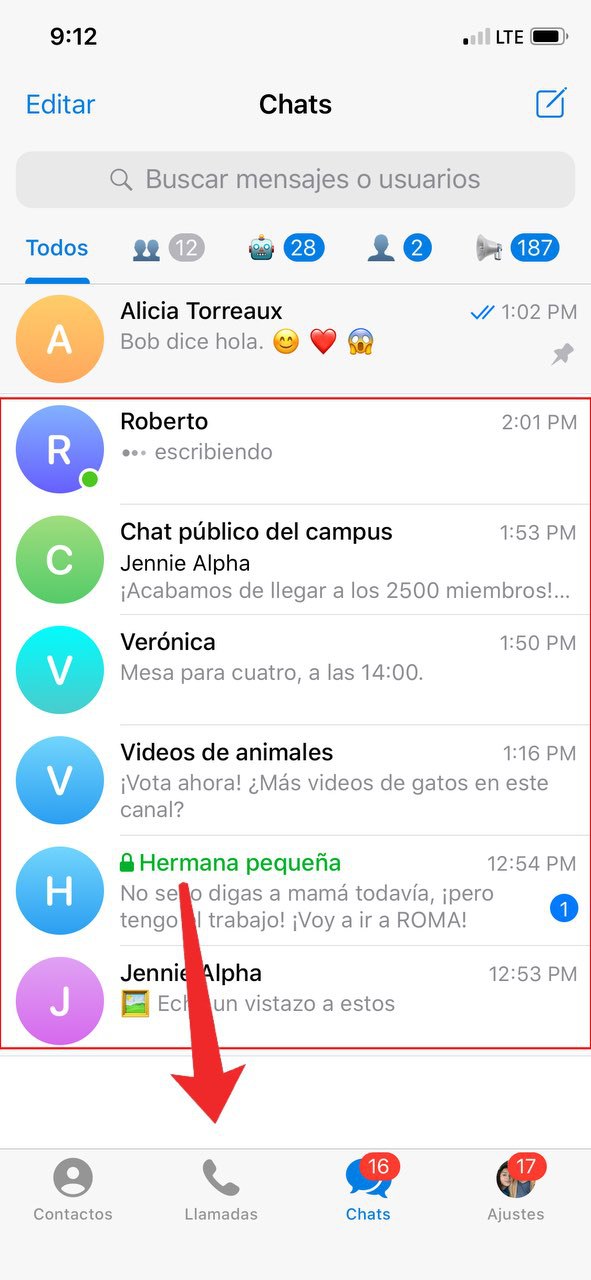 9:12 LTE
Editar Chats
Buscar mensajes o usuarios
Todos 12 28 2 187
A Alicia Torreaux 1:02 PM
Bob dice hola. 😊 ❤️ 😱
R Roberto 2:01 PM
escribiendo
C Chat público del campus 1:53 PM
Jennie Alpha
¡Acabamos de llegar a los 2500 miembros!...
V Verónica 1:50 PM
Mesa para cuatro, a las 14:00.
V Videos de animales 1:16 PM
¡Vota ahora! ¿Más videos de gatos en este
canal?
H Hermana pequeña 12:54 PM
No se lo digas a mamá todavía, ¡pero
tengo el trabajo! ¡Voy a ir a ROMA! 1
J Jennie Alpha 12:53 PM
🖼️ Echa un vistazo a estos
16 17
Contactos Llamadas Chats Ajustes